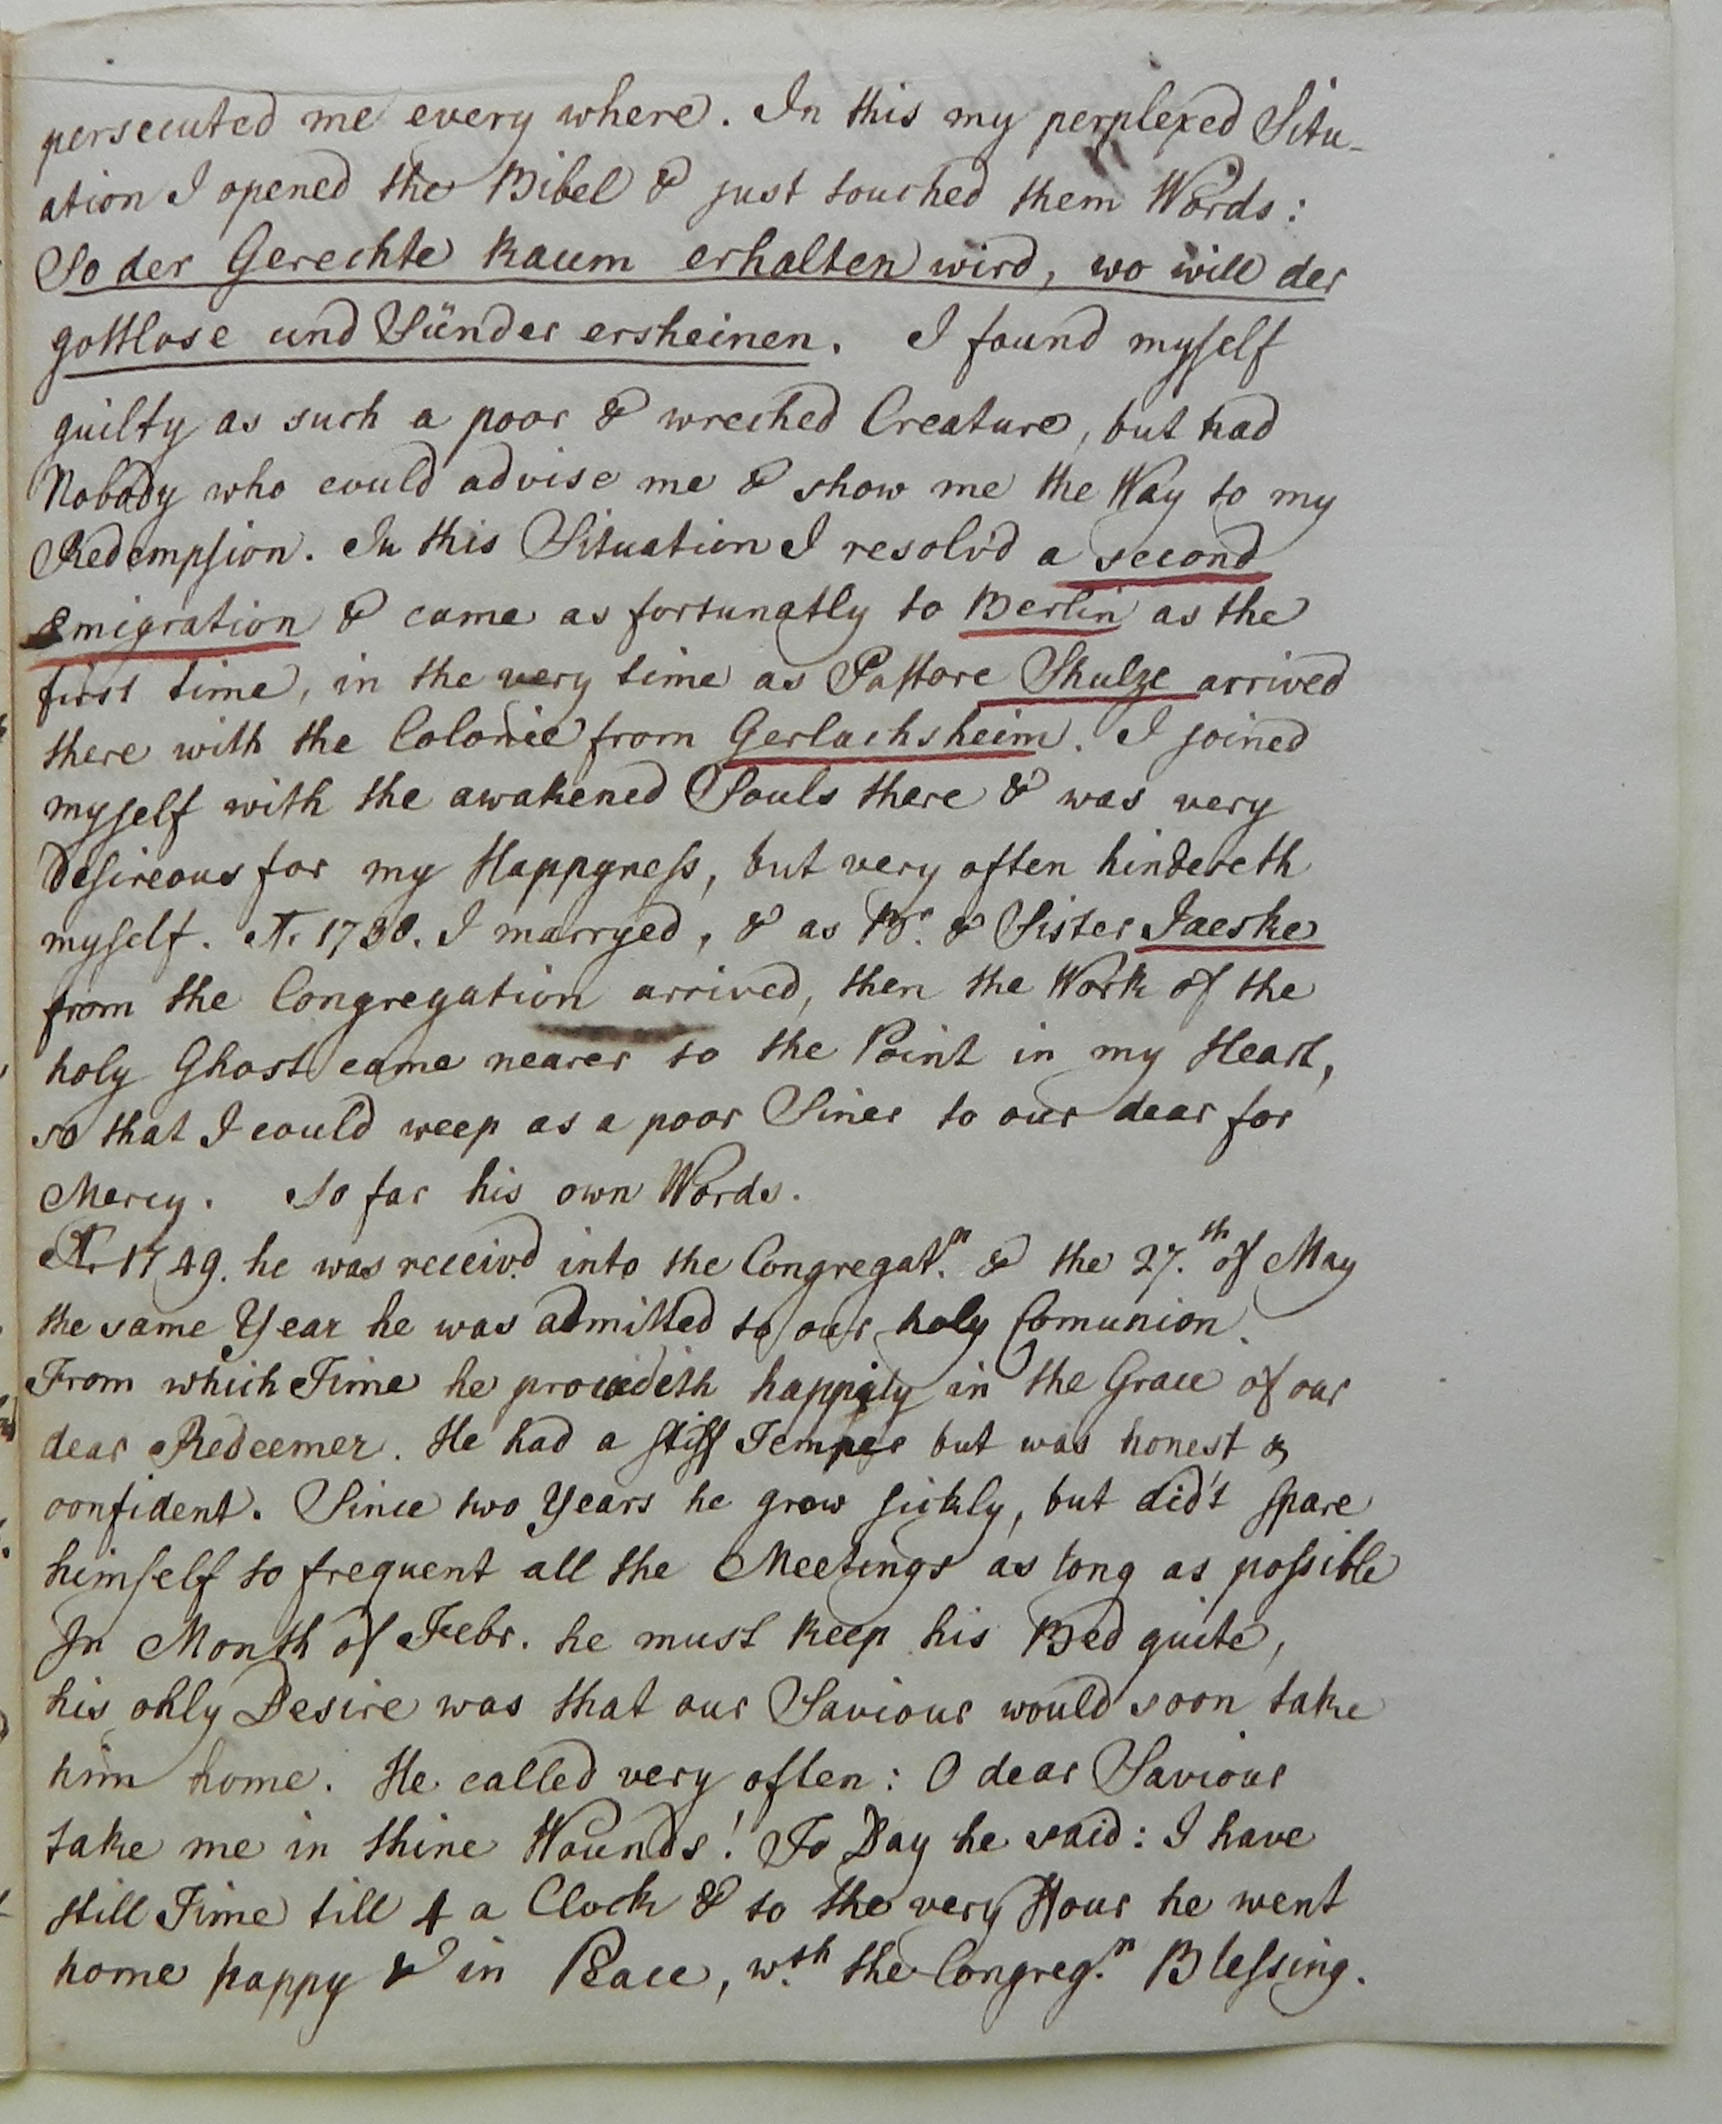 persecuted me every where. In this my perplexed Situ-
ation I opened the Bibel & just touched them Words:
So der Gerechte kaum erhalten wird, wo will der
gottlose und Sünder ersheinen. I found myself
guilty as such a poor & wreched Creature, but had
Nobody who could advise me & show me the Way to my
Redempsion. In this Situation I resolv'd a second
Emigration & came as fortunatly to Berlin as the
first time, in the very time as Pastore Shulze arrived
there with the Colonie from Gerlachsheim. I joined
myself with the awakened Souls there & was very
desireous for my Happyness, but very often hindereth
myself. A. 1738. I marryed, & as Br. & Sister Jaeske
from the Congregation arrived, then the Work of the
holy Ghost came nearer to the Point in my Heart,
so that I could weep as a poor Siner to our dear for
Mercy. So far his own Words.
A. 1749. he was receiv'd into the Congregat.n & the 27.th of May
the same Year he was admitted to our holy Comunion.
From which Time he proceedeth happily in the Grace of our
dear Redeemer. He had a stiff Temper but was honest &
confident. Since two Years he grow sickly, but did't spare
himself to frequent all the Meetings as long as possible
In Month of Febr. he must keep his Bed quite,
his only Desire was that our Saviour would soon take
him home. He called very often: O dear Saviour
take me in thine Wounds! To Day he said: I have
still Time till 4 a Clock & to the very Hour he went
home happy & in Peace, w.th the Congreg.n Blessing.